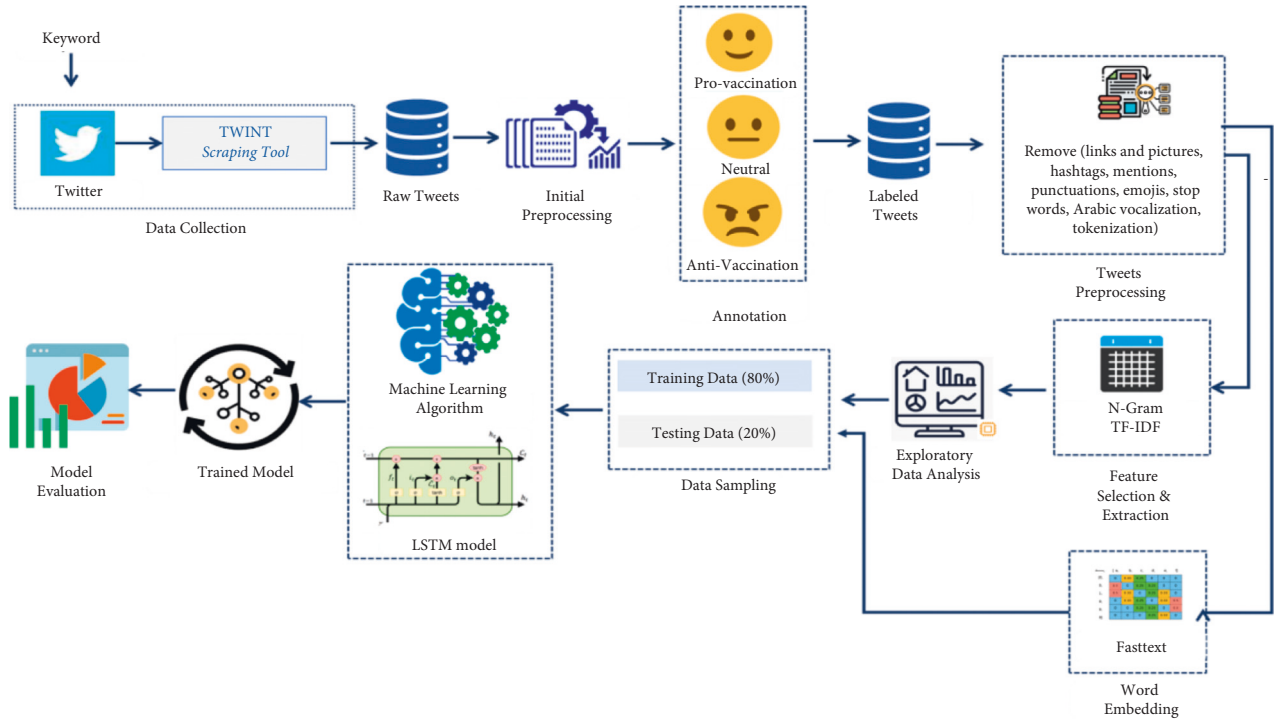 Keyword
Twitter
TWINT
Scraping Tool
Data Collection
Raw Tweets
Initial
Preprocessing
Pro-vaccination
Neutral
Anti-Vaccination
Annotation
Labeled
Tweets
Remove (links and pictures,
hashtags, mentions,
punctuations, emojis, stop
words, Arabic vocalization,
tokenization)
Tweets
Preprocessing
N-Gram
TF-IDF
Feature
Selection &
Extraction
Fasttext
Word
Embedding
Exploratory
Data Analysis
Training Data (80%)
Testing Data (20%)
Data Sampling
Machine Learning
Algorithm
LSTM model
Trained Model
Model
Evaluation